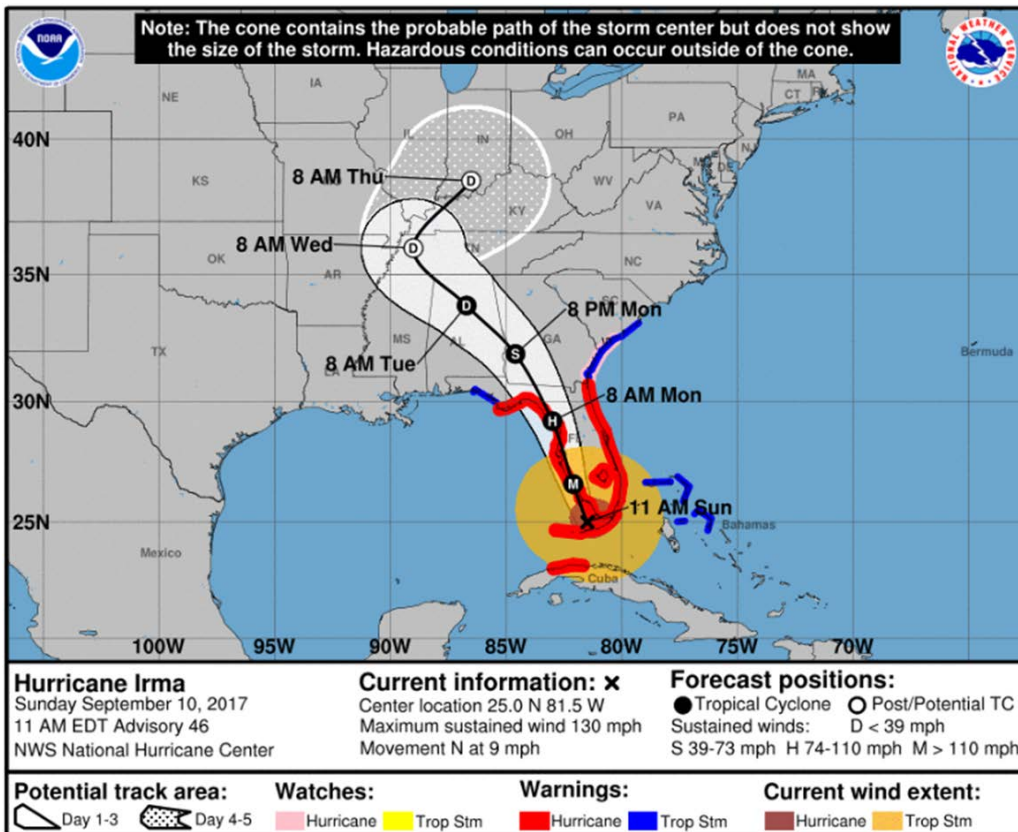 Note: The cone contains the probable path of the storm center but does not show
the size of the storm. Hazardous conditions can occur outside of the cone.
NOAA
NATIONAL WEATHER SERVICE
40N
35N
30N
25N
100W
95W
90W
85W
80W
75W
70W
NE
IA
IL
IN
OH
PA
MA
CT
DE
KS
WV
VA
KY
OK
AR
NC
SC
TX
LA
MS
AL
GA
FL
Mexico
Cuba
Bahamas
Bermuda
8 AM Thu
D
8 AM Wed
D
8 AM Tue
D
8 PM Mon
S
8 AM Mon
H
M
11 AM Sun
Hurricane Irma
Sunday September 10, 2017
11 AM EDT Advisory 46
NWS National Hurricane Center
Current information: x
Center location 25.0 N 81.5 W
Maximum sustained wind 130 mph
Movement N at 9 mph
Forecast positions:
Tropical Cyclone Post/Potential TC
Sustained winds: D < 39 mph
S 39-73 mph H 74-110 mph M > 110 mph
Potential track area:
Day 1-3 Day 4-5
Watches:
Hurricane Trop Stm
Warnings:
Hurricane Trop Stm
Current wind extent:
Hurricane Trop Stm